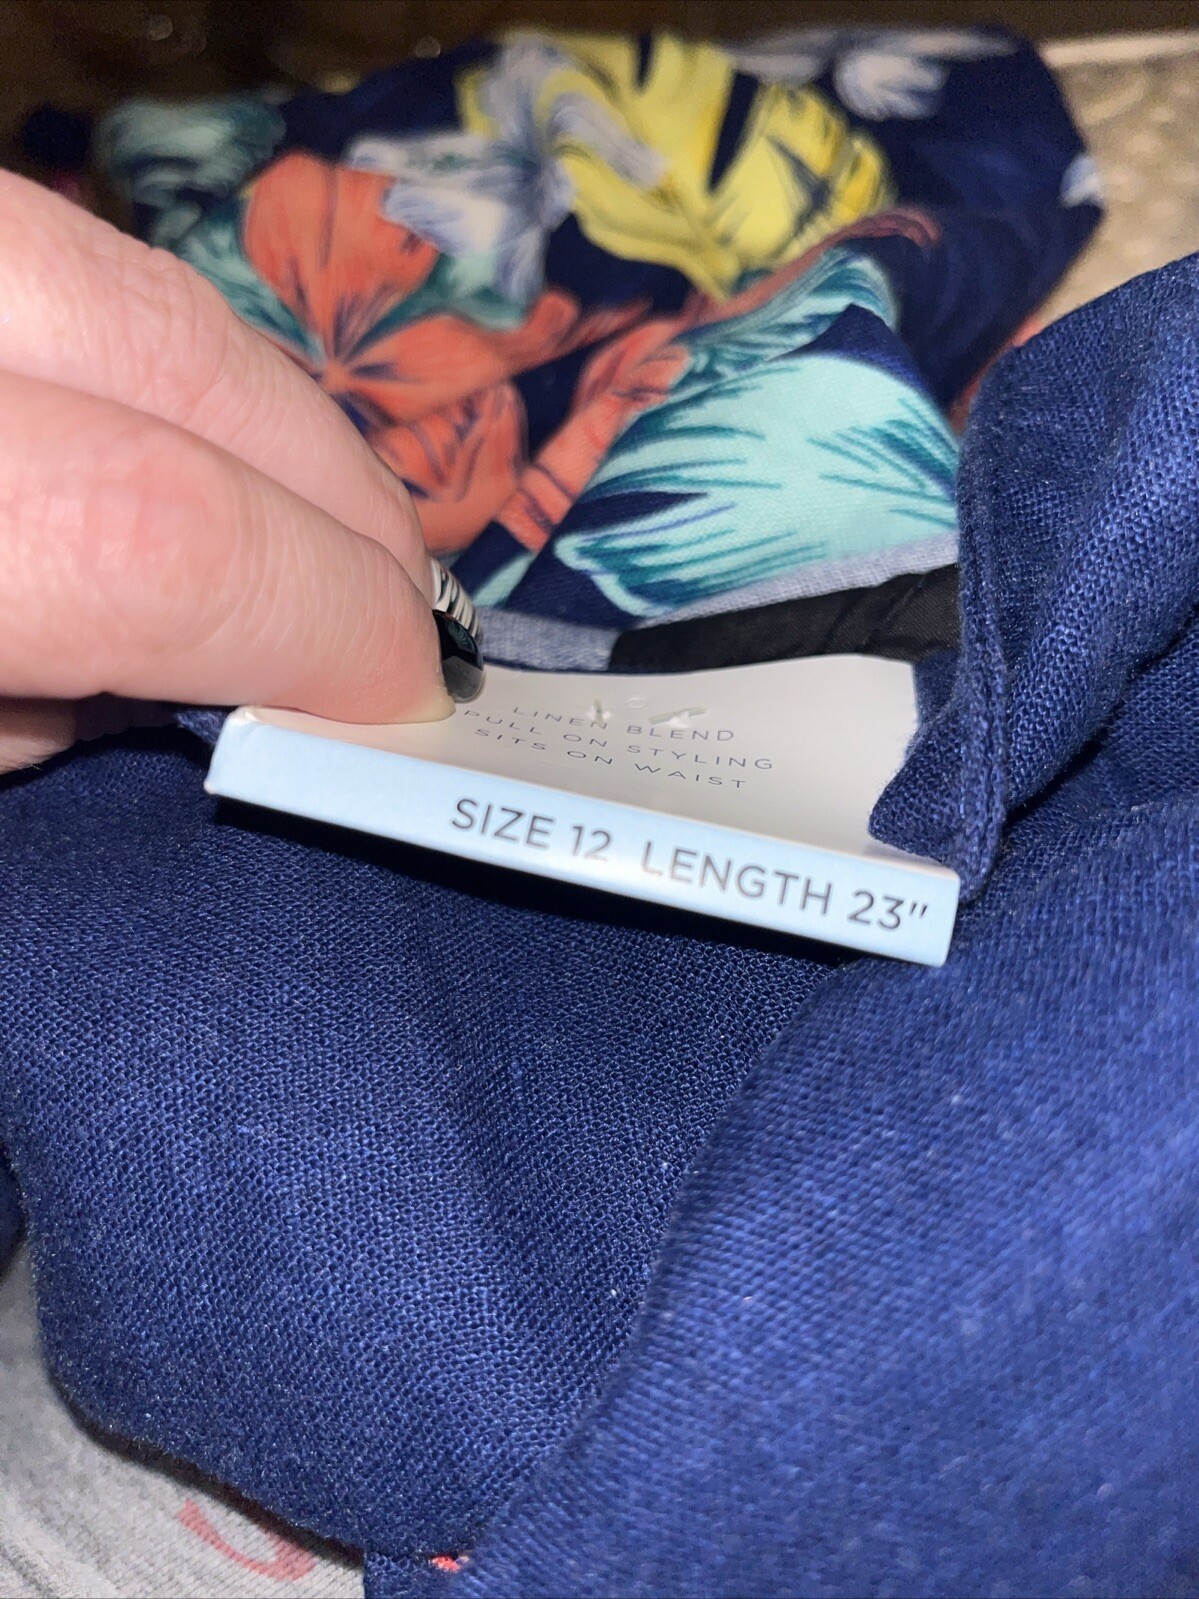 LINEN BLEND
PULL ON STYLING
SITS ON WAIST
SIZE 12 LENGTH 23"